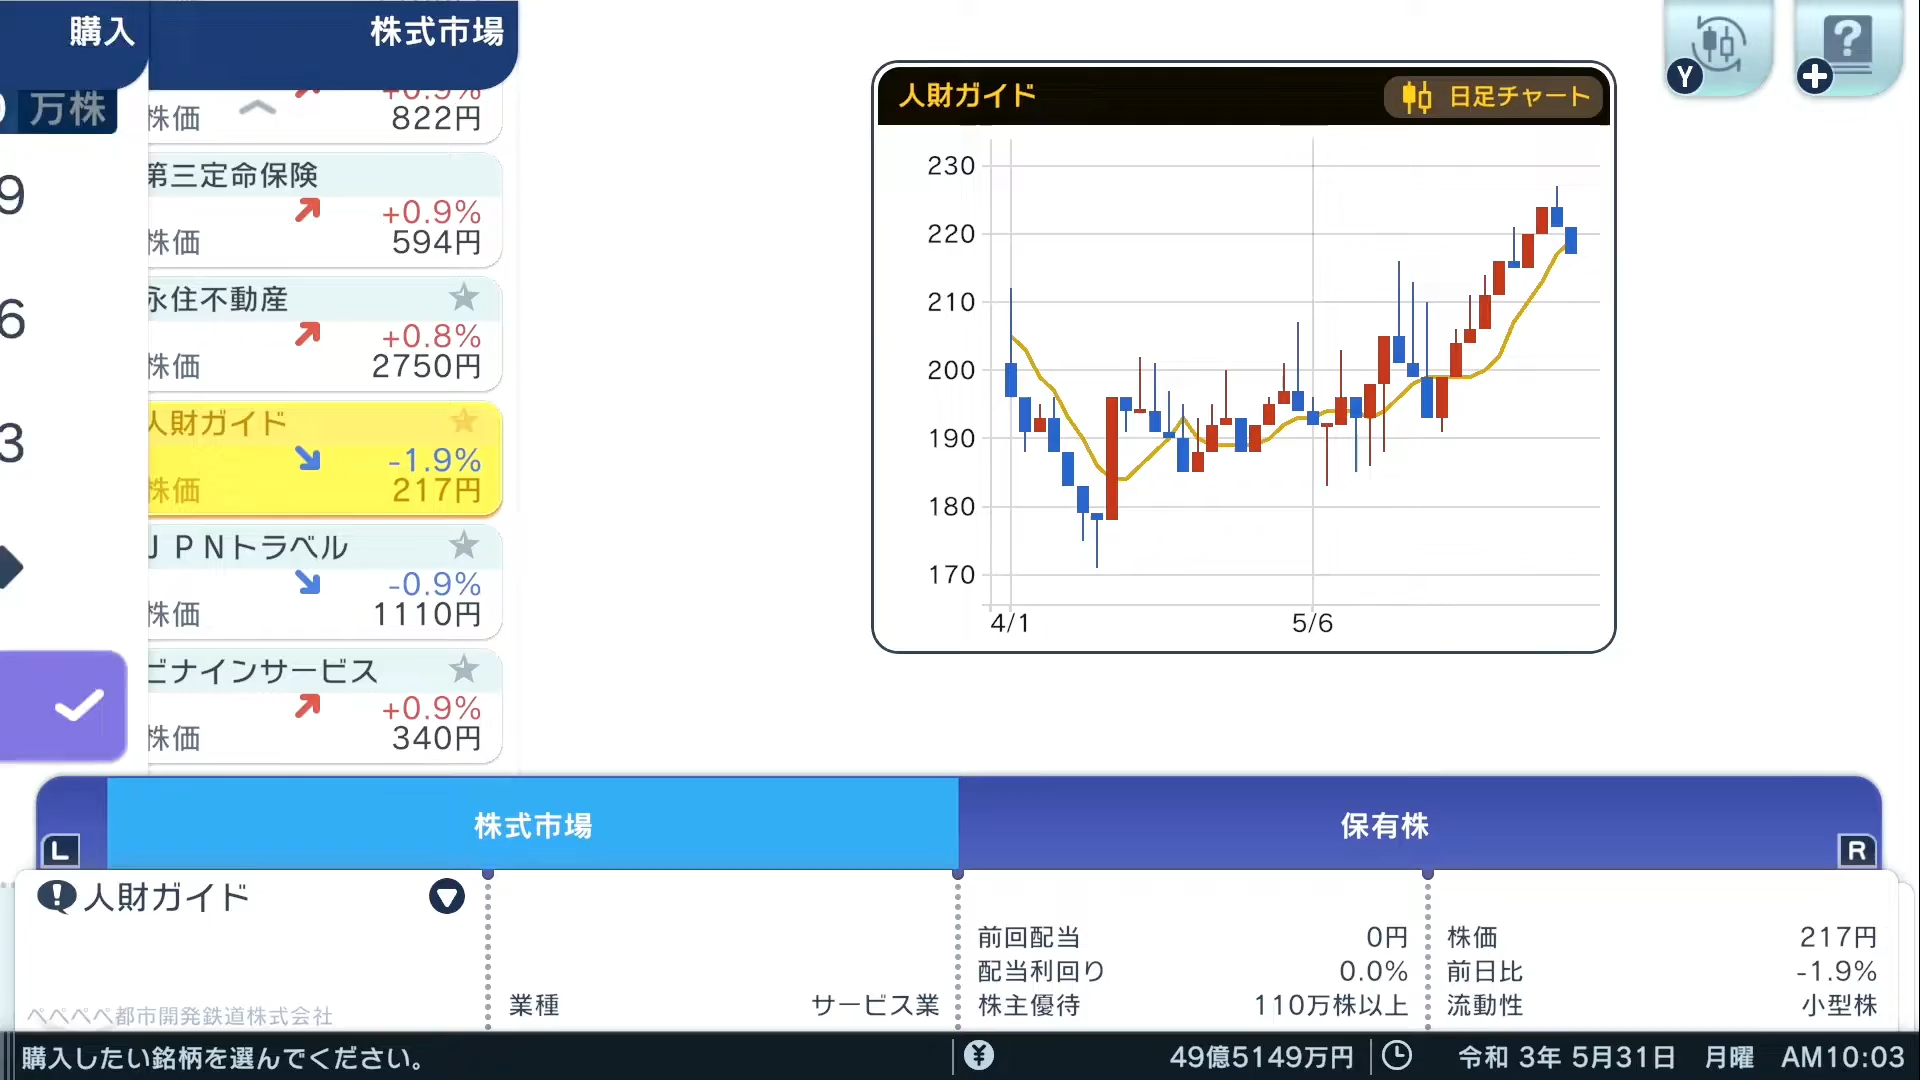 購入
株式市場
万株
9
6
3
+0.9%
株価 822円
第三定命保険
+0.9%
株価 594円
永住不動産
+0.8%
株価 2750円
人財ガイド
-1.9%
株価 217円
JPNトラベル
-0.9%
株価 1110円
ビナインサービス
+0.9%
株価 340円
人財ガイド
日足チャート
230
220
210
200
190
180
170
4/1 5/6
Y
L
株式市場
保有株
R
人財ガイド
ぺぺぺぺ都市開発鉄道株式会社
業種 サービス業
前回配当 0円
配当利回り 0.0%
株主優待 110万株以上
株価 217円
前日比 -1.9%
流動性 小型株
購入したい銘柄を選んでください。
¥ 49億5149万円
令和 3年 5月31日 月曜 AM10:03